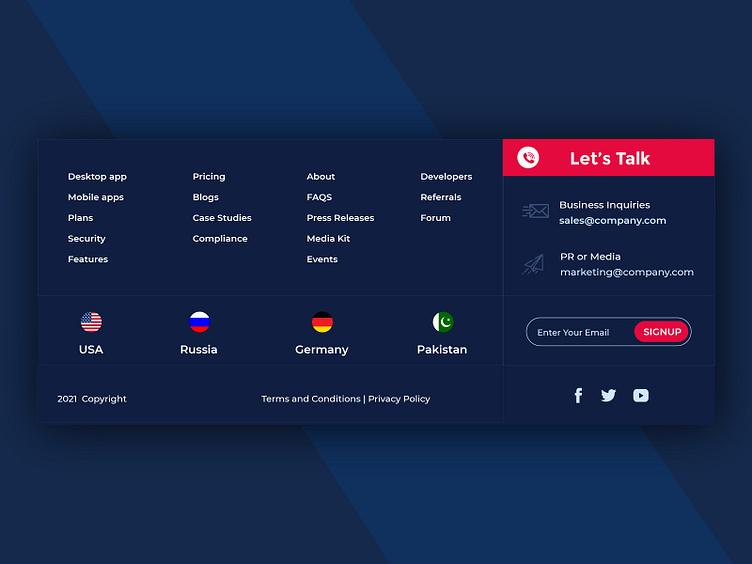 Desktop app
Mobile apps
Plans
Security
Features
Pricing
Blogs
Case Studies
Compliance
About
FAQS
Press Releases
Media Kit
Events
Developers
Referrals
Forum
Let's Talk
Business Inquiries
sales@company.com
PR or Media
marketing@company.com
USA
Russia
Germany
Pakistan
Enter Your Email
SIGNUP
2021 Copyright
Terms and Conditions | Privacy Policy